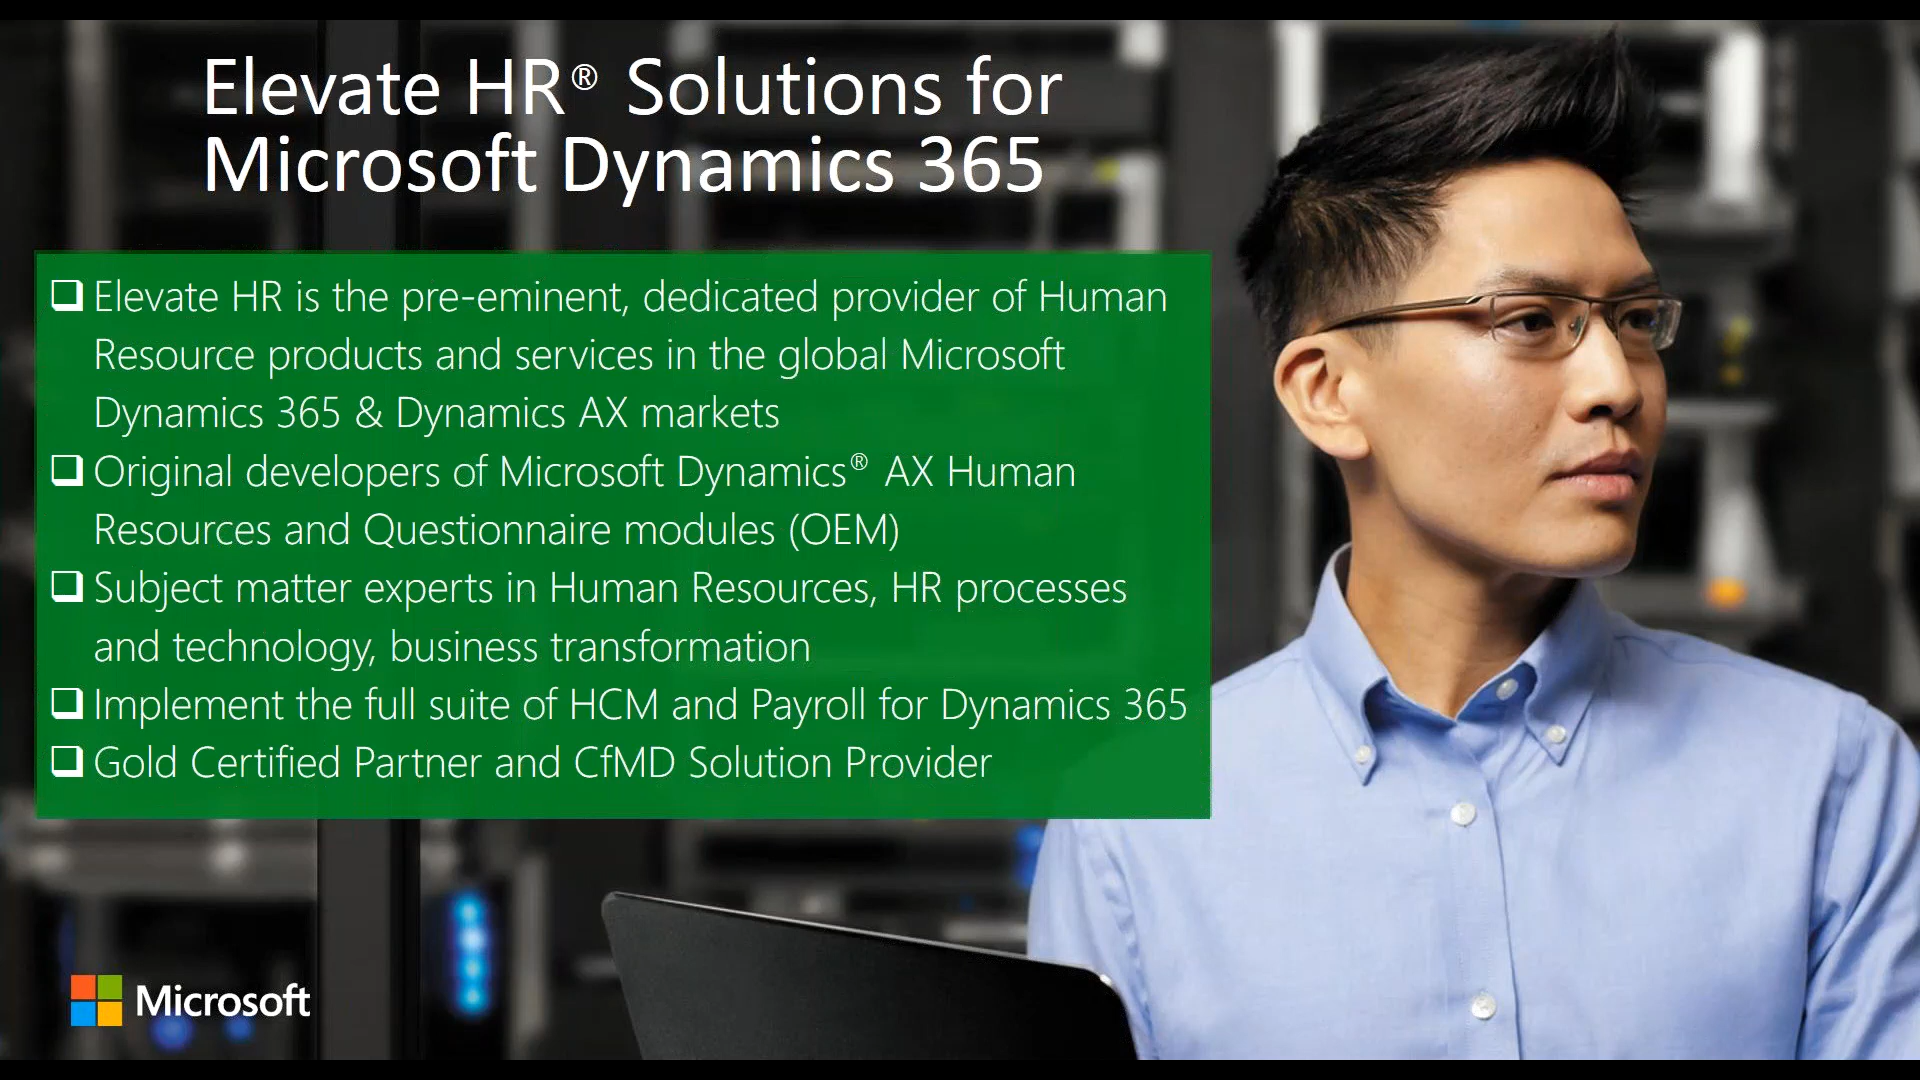 Elevate HR® Solutions for
Microsoft Dynamics 365
Elevate HR is the pre-eminent, dedicated provider of Human
Resource products and services in the global Microsoft
Dynamics 365 & Dynamics AX markets
Original developers of Microsoft Dynamics® AX Human
Resources and Questionnaire modules (OEM)
Subject matter experts in Human Resources, HR processes
and technology, business transformation
Implement the full suite of HCM and Payroll for Dynamics 365
Gold Certified Partner and CfMD Solution Provider
Microsoft